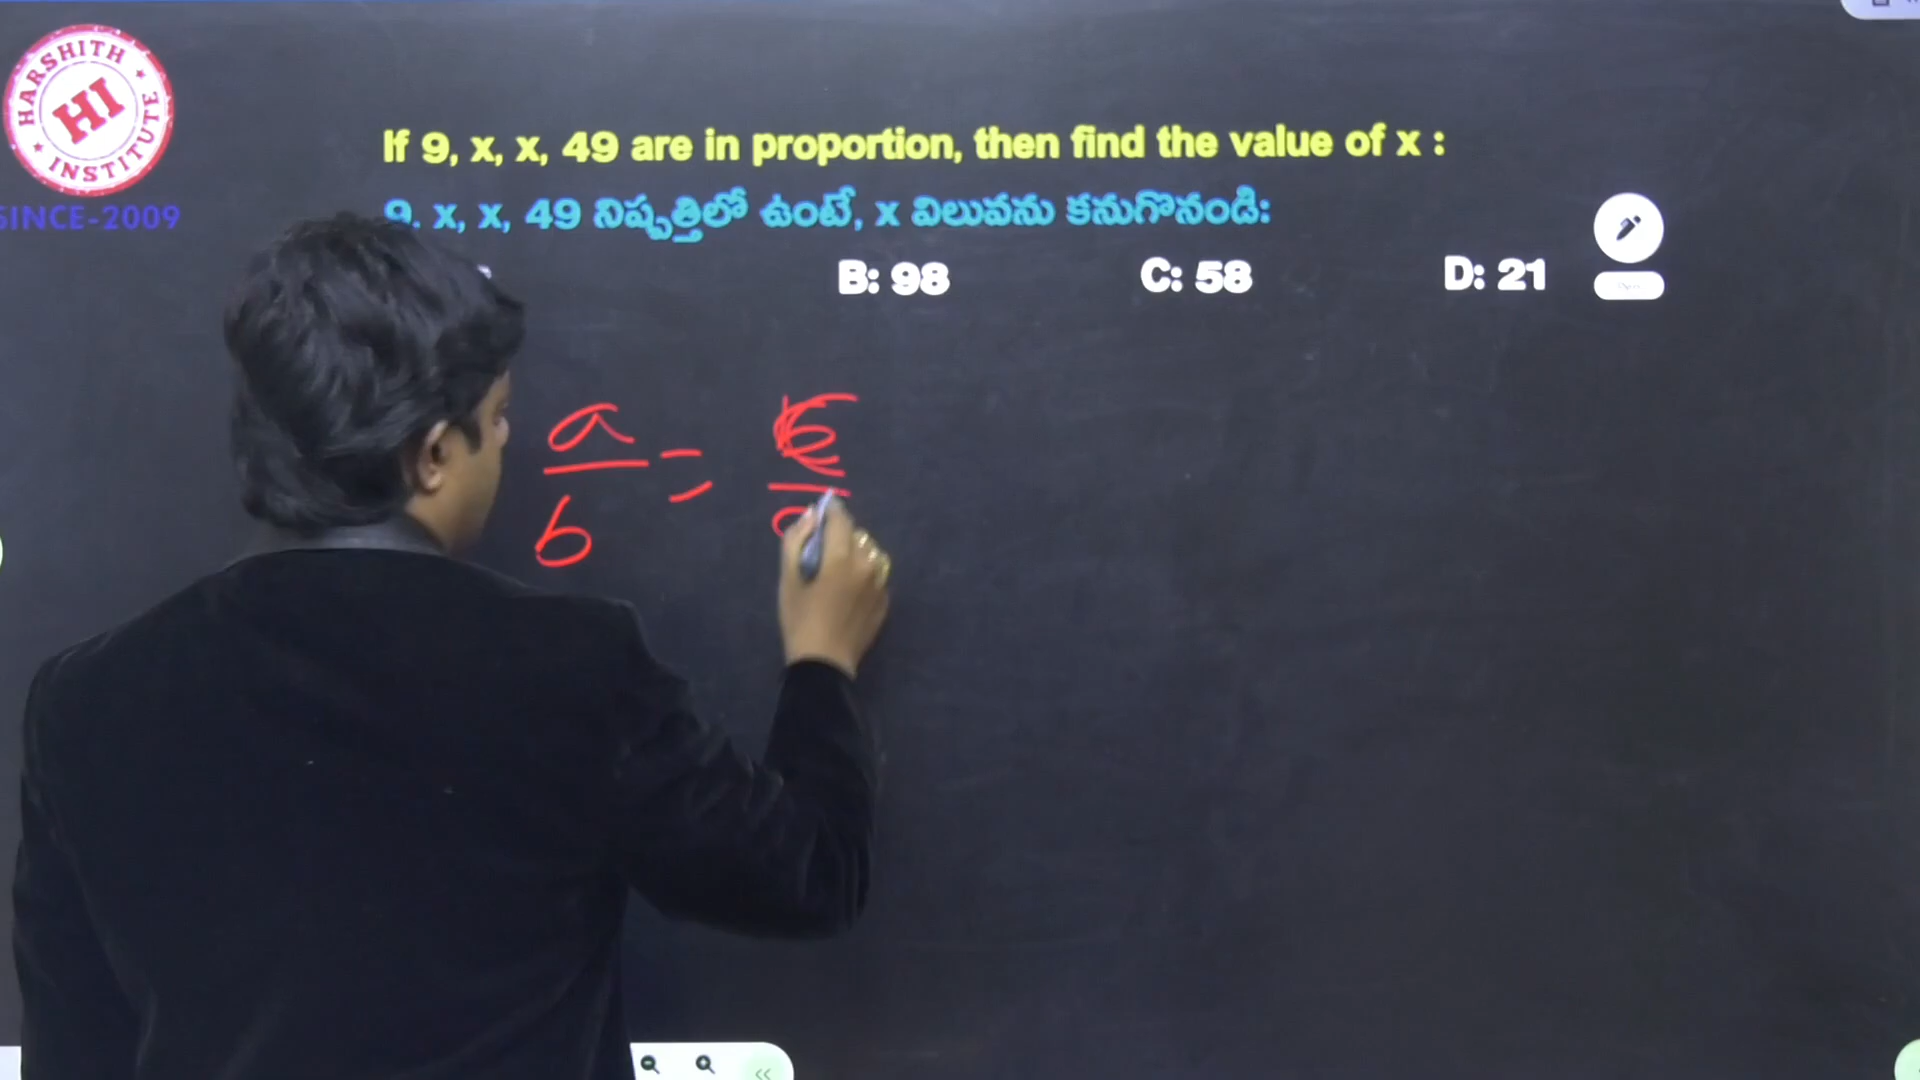 HARSHITH
HI
INSTITUTE
SINCE-2009
If 9, x, x, 49 are in proportion, then find the value of x :
9. x, x, 49 నిష్పత్తిలో ఉంటే, x విలువను కనుగొనండి:
B: 98 C: 58 D: 21
a =
b